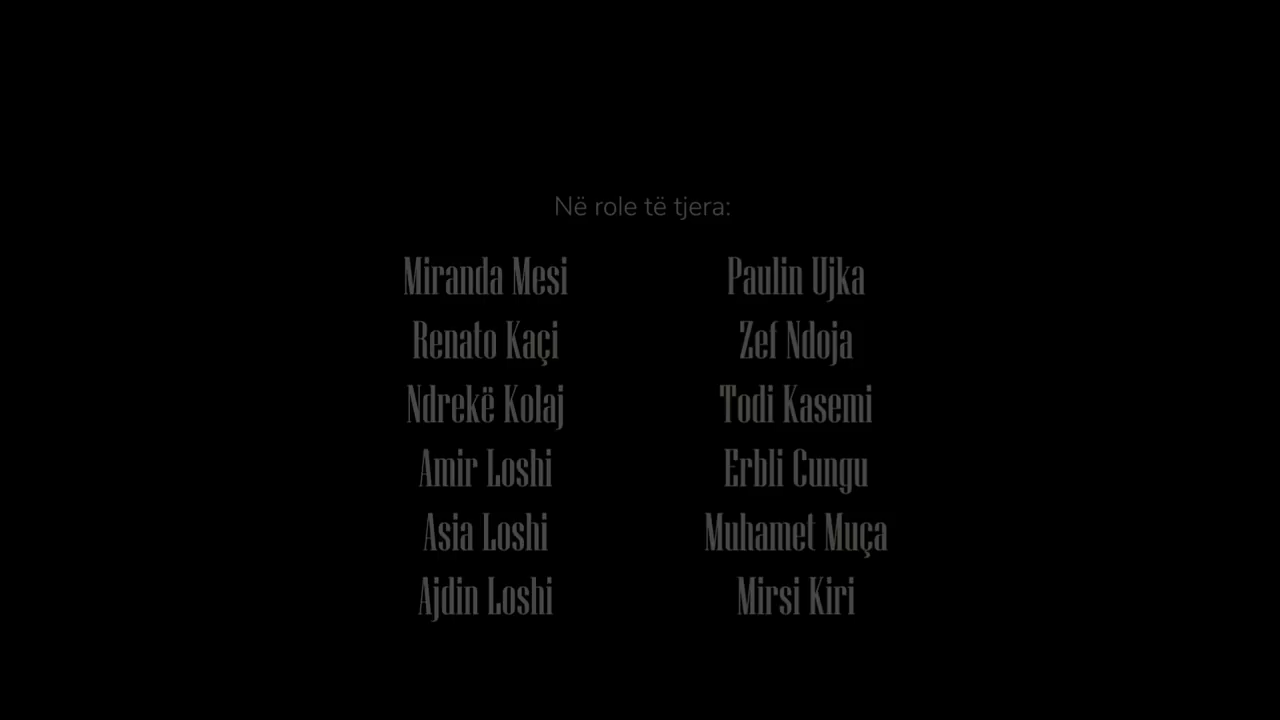 Në role të tjera:
Miranda Mesi
Renato Kaçi
Ndrekë Kolaj
Amir Loshi
Asia Loshi
Ajdin Loshi
Paulin Ujka
Zef Ndoja
Todi Kasemi
Erbli Cungu
Muhamet Muça
Mirsi Kiri